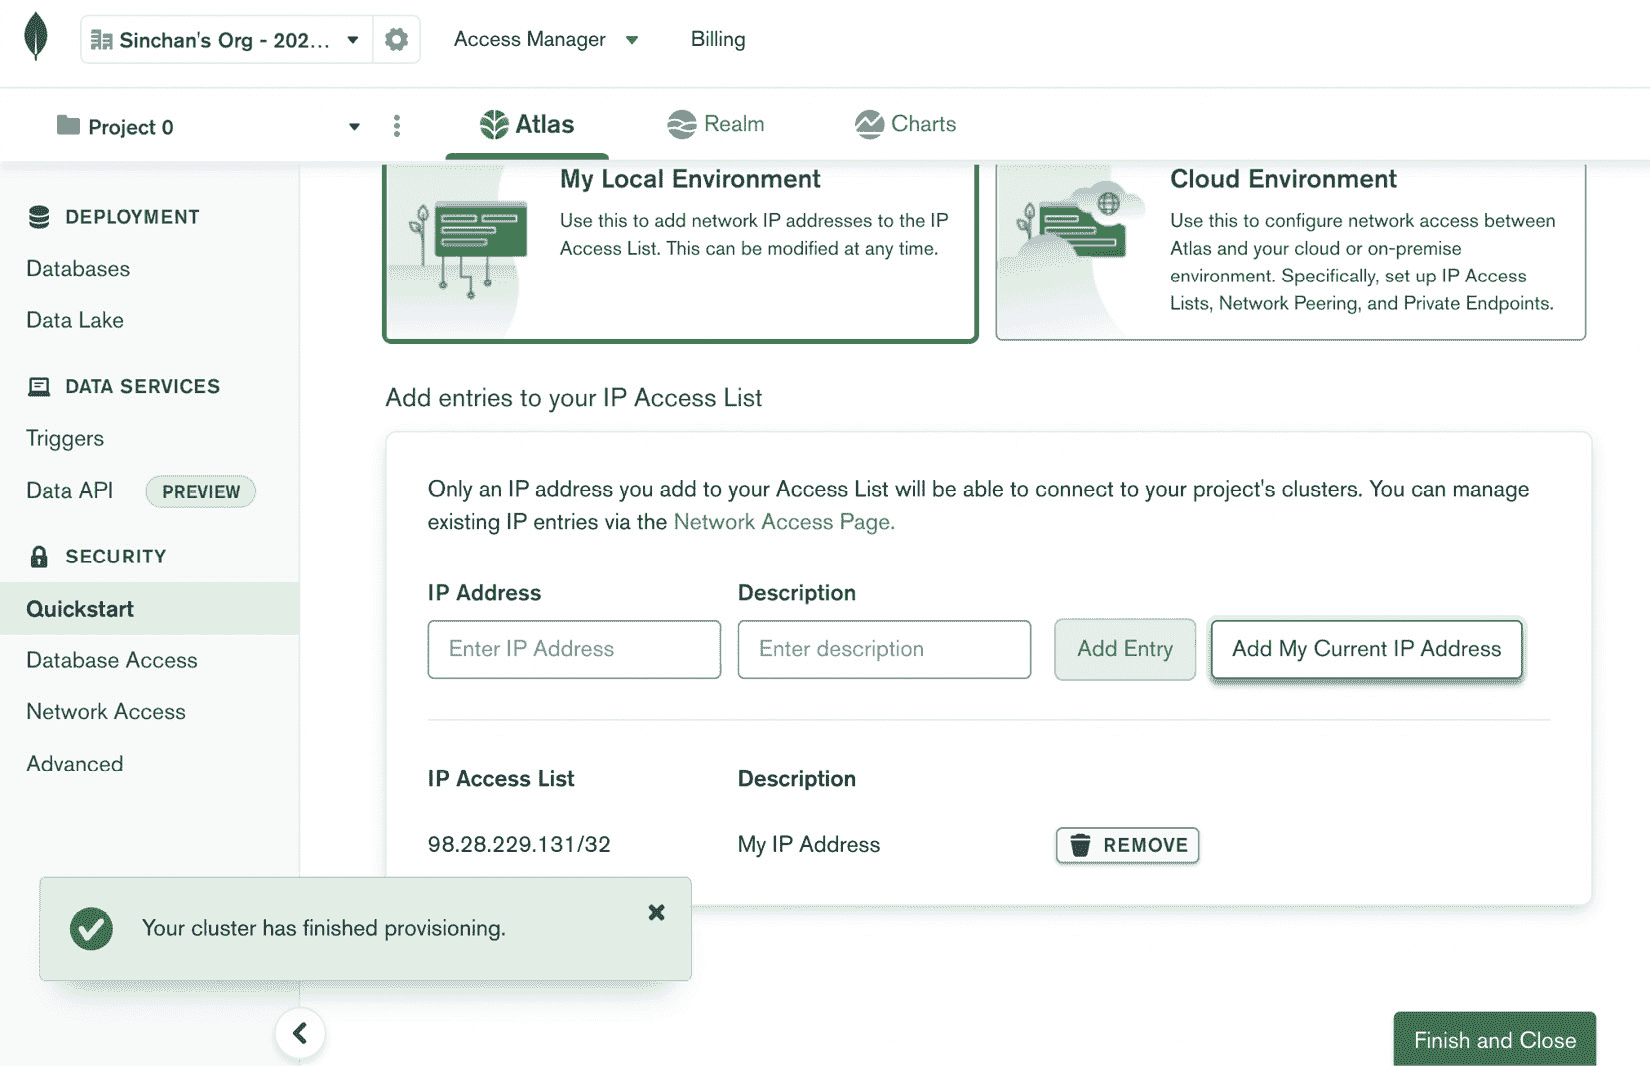 Sinchan's Org - 202...
Access Manager
Billing
Project 0
Atlas
Realm
Charts
DEPLOYMENT
Databases
Data Lake
DATA SERVICES
Triggers
Data API PREVIEW
SECURITY
Quickstart
Database Access
Network Access
Advanced
My Local Environment
Use this to add network IP addresses to the IP
Access List. This can be modified at any time.
Cloud Environment
Use this to configure network access between
Atlas and your cloud or on-premise
environment. Specifically, set up IP Access
Lists, Network Peering, and Private Endpoints.
Add entries to your IP Access List
Only an IP address you add to your Access List will be able to connect to your project's clusters. You can manage
existing IP entries via the Network Access Page.
IP Address Description
Enter IP Address Enter description Add Entry Add My Current IP Address
IP Access List Description
98.28.229.131/32 My IP Address REMOVE
Your cluster has finished provisioning.
Finish and Close